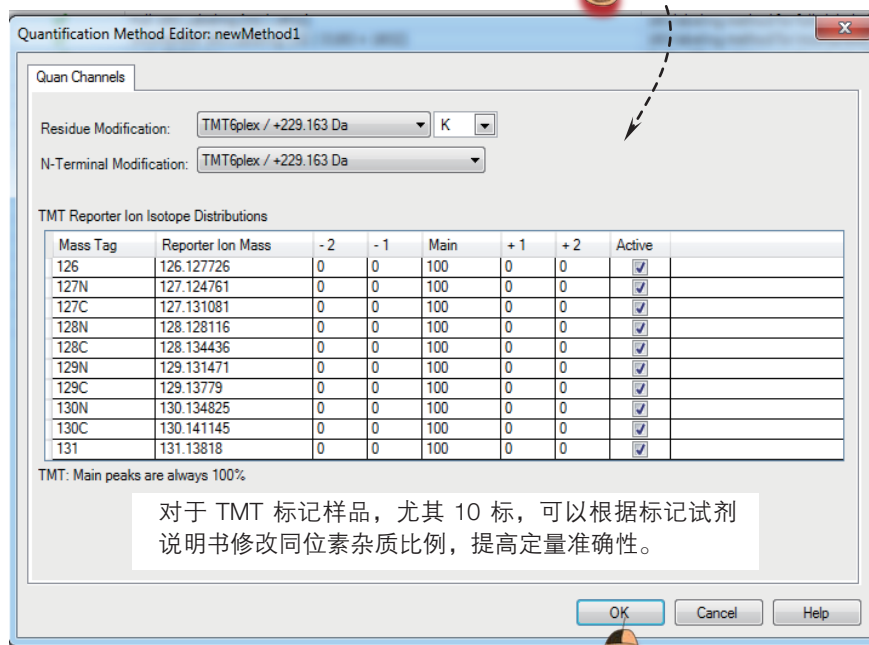 Quantification Method Editor: newMethod1
x
Quan Channels
Residue Modification: TMT6plex / +229.163 Da K
N-Terminal Modification: TMT6plex / +229.163 Da
TMT Reporter Ion Isotope Distributions
Mass Tag Reporter Ion Mass - 2 - 1 Main + 1 + 2 Active
126 126.127726 0 0 100 0 0
127N 127.124761 0 0 100 0 0
127C 127.131081 0 0 100 0 0
128N 128.128116 0 0 100 0 0
128C 128.134436 0 0 100 0 0
129N 129.131471 0 0 100 0 0
129C 129.13779 0 0 100 0 0
130N 130.134825 0 0 100 0 0
130C 130.141145 0 0 100 0 0
131 131.13818 0 0 100 0 0
TMT: Main peaks are always 100%
对于 TMT 标记样品，尤其 10 标，可以根据标记试剂
说明书修改同位素杂质比例，提高定量准确性。
OK Cancel Help